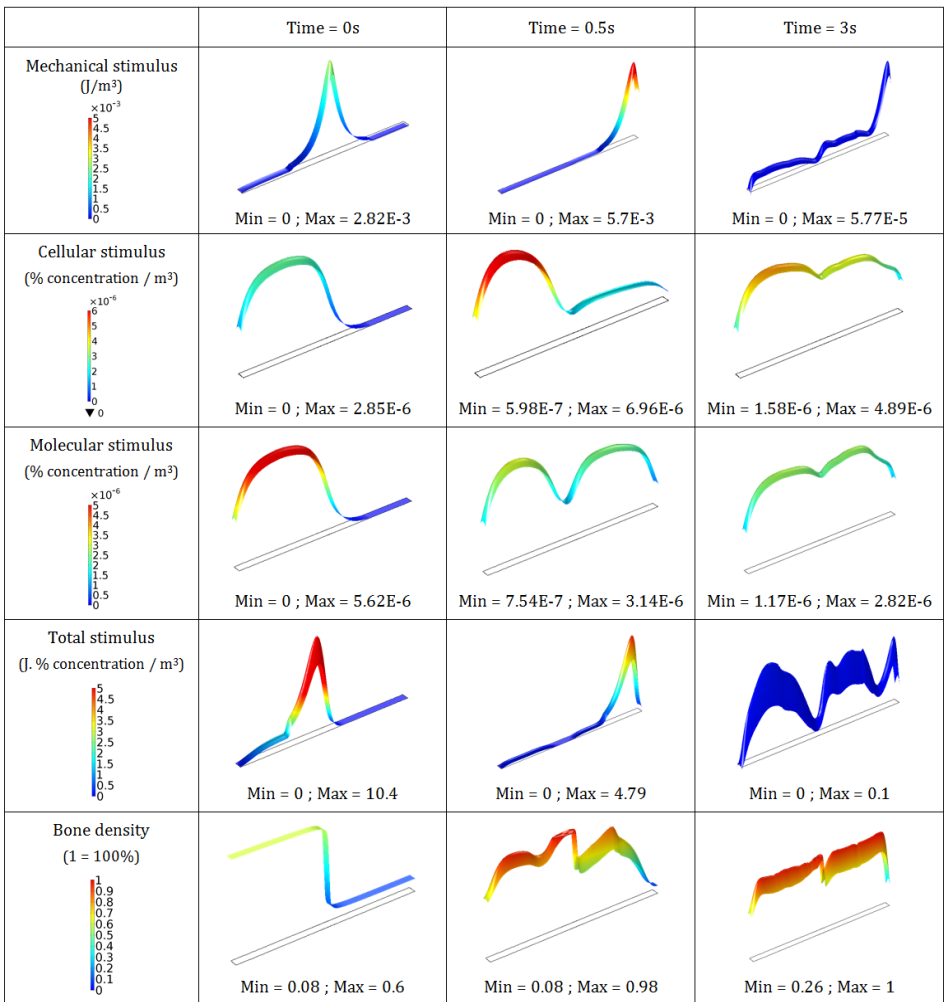 Time = 0s
Time = 0.5s
Time = 3s
Mechanical stimulus
(J/m³)
×10⁻³
5
4.5
4
3.5
3
2.5
2
1.5
1
0.5
0
Min = 0 ; Max = 2.82E-3
Min = 0 ; Max = 5.7E-3
Min = 0 ; Max = 5.77E-5
Cellular stimulus
(% concentration / m³)
×10⁻⁶
6
5
4
3
2
1
0
▼ 0
Min = 0 ; Max = 2.85E-6
Min = 5.98E-7 ; Max = 6.96E-6
Min = 1.58E-6 ; Max = 4.89E-6
Molecular stimulus
(% concentration / m³)
×10⁻⁶
5
4.5
4
3.5
3
2.5
2
1.5
1
0.5
0
Min = 0 ; Max = 5.62E-6
Min = 7.54E-7 ; Max = 3.14E-6
Min = 1.17E-6 ; Max = 2.82E-6
Total stimulus
(J. % concentration / m³)
5
4.5
4
3.5
3
2.5
2
1.5
1
0.5
0
Min = 0 ; Max = 10.4
Min = 0 ; Max = 4.79
Min = 0 ; Max = 0.1
Bone density
(1 = 100%)
1
0.9
0.8
0.7
0.6
0.5
0.4
0.3
0.2
0.1
0
Min = 0.08 ; Max = 0.6
Min = 0.08 ; Max = 0.98
Min = 0.26 ; Max = 1